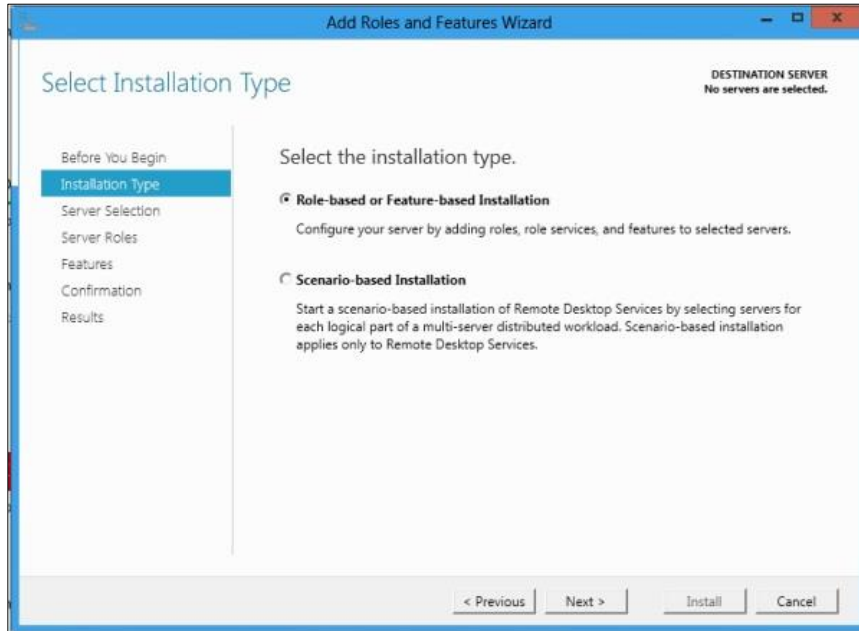 Add Roles and Features Wizard
x
Select Installation Type
DESTINATION SERVER
No servers are selected.
Before You Begin
Installation Type
Server Selection
Server Roles
Features
Confirmation
Results
Select the installation type.
Role-based or Feature-based Installation
Configure your server by adding roles, role services, and features to selected servers.
Scenario-based Installation
Start a scenario-based installation of Remote Desktop Services by selecting servers for
each logical part of a multi-server distributed workload. Scenario-based installation
applies only to Remote Desktop Services.
< Previous
Next >
Install
Cancel